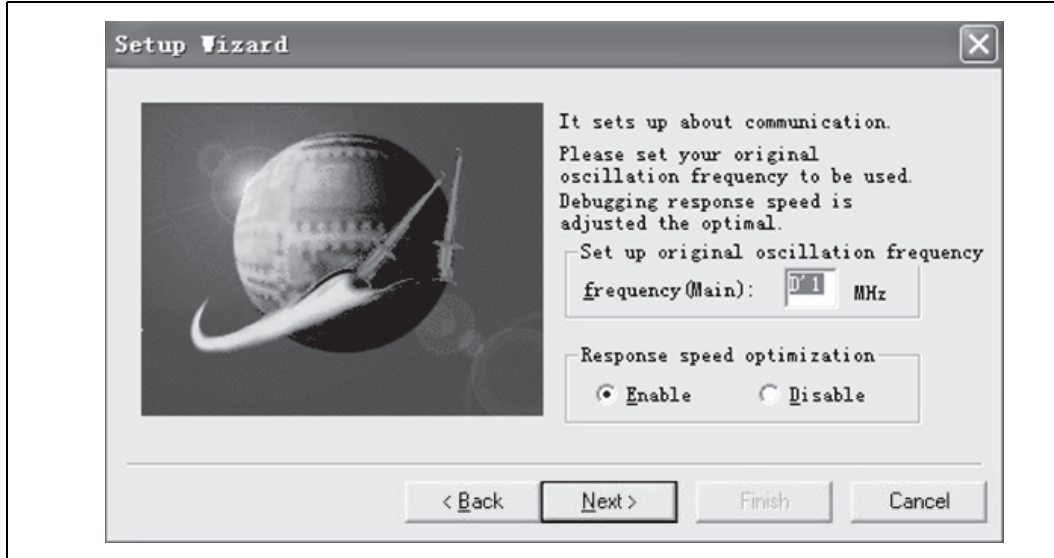 Setup Wizard
It sets up about communication.
Please set your original
oscillation frequency to be used.
Debugging response speed is
adjusted the optimal.
Set up original oscillation frequency
frequency(Main): D'1 MHz
Response speed optimization
Enable Disable
< Back Next > Finish Cancel